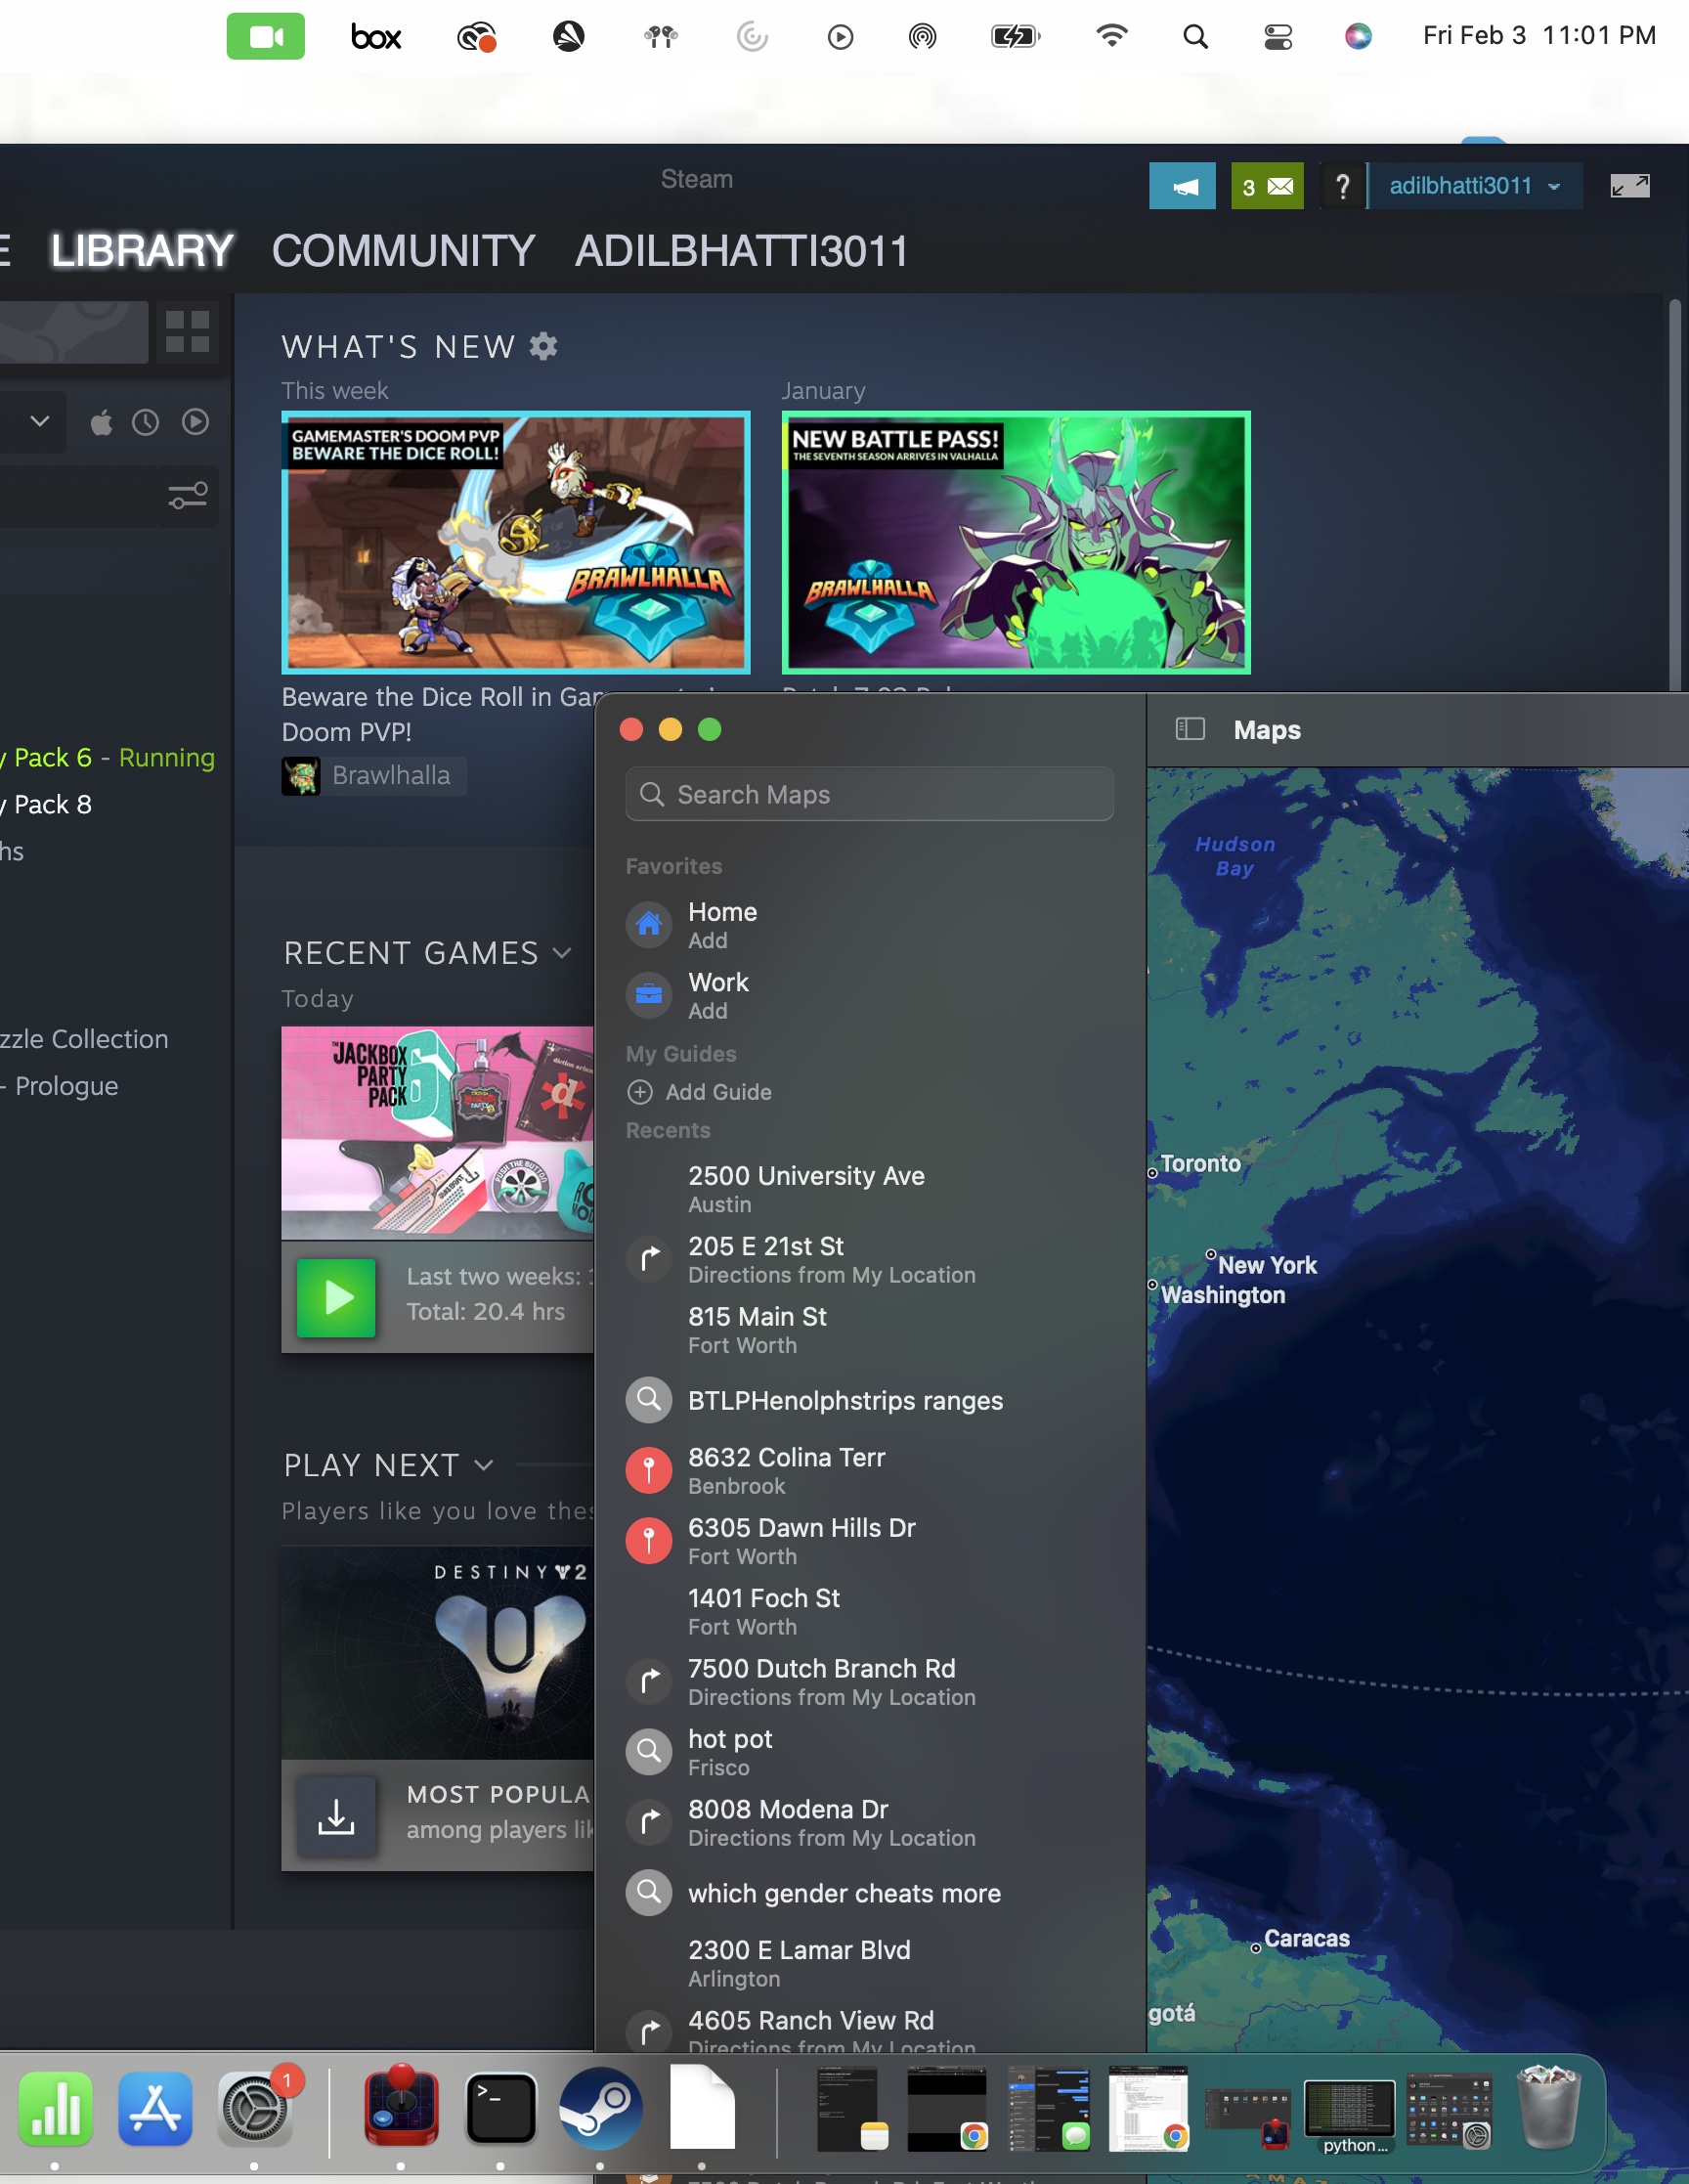 box
Fri Feb 3 11:01 PM
Steam
3
?
adilbhatti3011
E LIBRARY COMMUNITY ADILBHATTI3011
WHAT'S NEW
This week
January
GAMEMASTER'S DOOM PVP
BEWARE THE DICE ROLL!
BRAWLHALLA
NEW BATTLE PASS!
THE SEVENTH SEASON ARRIVES IN VALHALLA
BRAWLHALLA
Beware the Dice Roll in
Doom PVP!
Brawlhalla
y Pack 6 - Running
y Pack 8
hs
zzle Collection
- Prologue
RECENT GAMES
Today
THE JACKBOX
PARTY
PACK 6
PUSH THE BUTTON
Last two weeks:
Total: 20.4 hrs
PLAY NEXT
Players like you love thes
DESTINY 2
MOST POPULA
among players lik
Maps
Search Maps
Favorites
Home
Add
Work
Add
My Guides
Add Guide
Recents
2500 University Ave
Austin
205 E 21st St
Directions from My Location
815 Main St
Fort Worth
BTLPHenolphstrips ranges
8632 Colina Terr
Benbrook
6305 Dawn Hills Dr
Fort Worth
1401 Foch St
Fort Worth
7500 Dutch Branch Rd
Directions from My Location
hot pot
Frisco
8008 Modena Dr
Directions from My Location
which gender cheats more
2300 E Lamar Blvd
Arlington
4605 Ranch View Rd
Directions from My Location
Hudson
Bay
Toronto
New York
Washington
Caracas
gotá
1
>_
python...